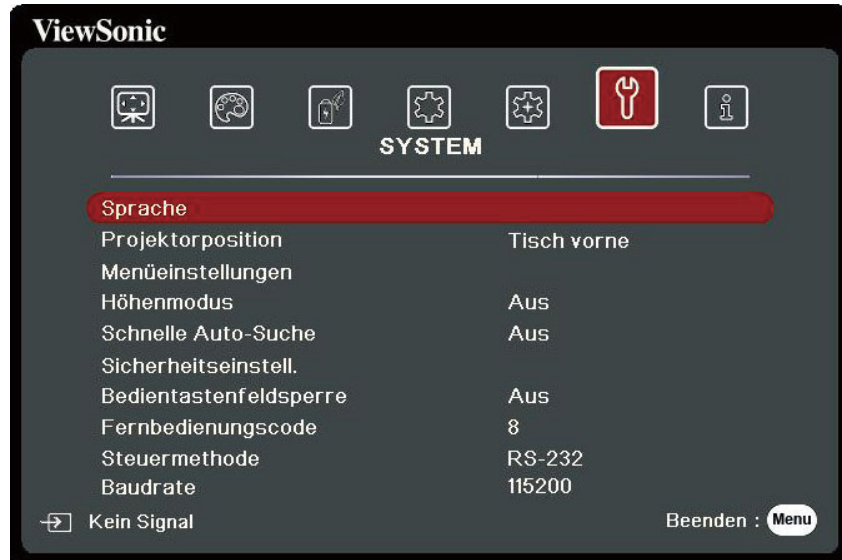 ViewSonic
SYSTEM
Sprache
Projektorposition Tisch vorne
Menüeinstellungen
Höhenmodus Aus
Schnelle Auto-Suche Aus
Sicherheitseinstell.
Bedientastenfeldsperre Aus
Fernbedienungscode 8
Steuermethode RS-232
Baudrate 115200
Kein Signal Beenden : Menu